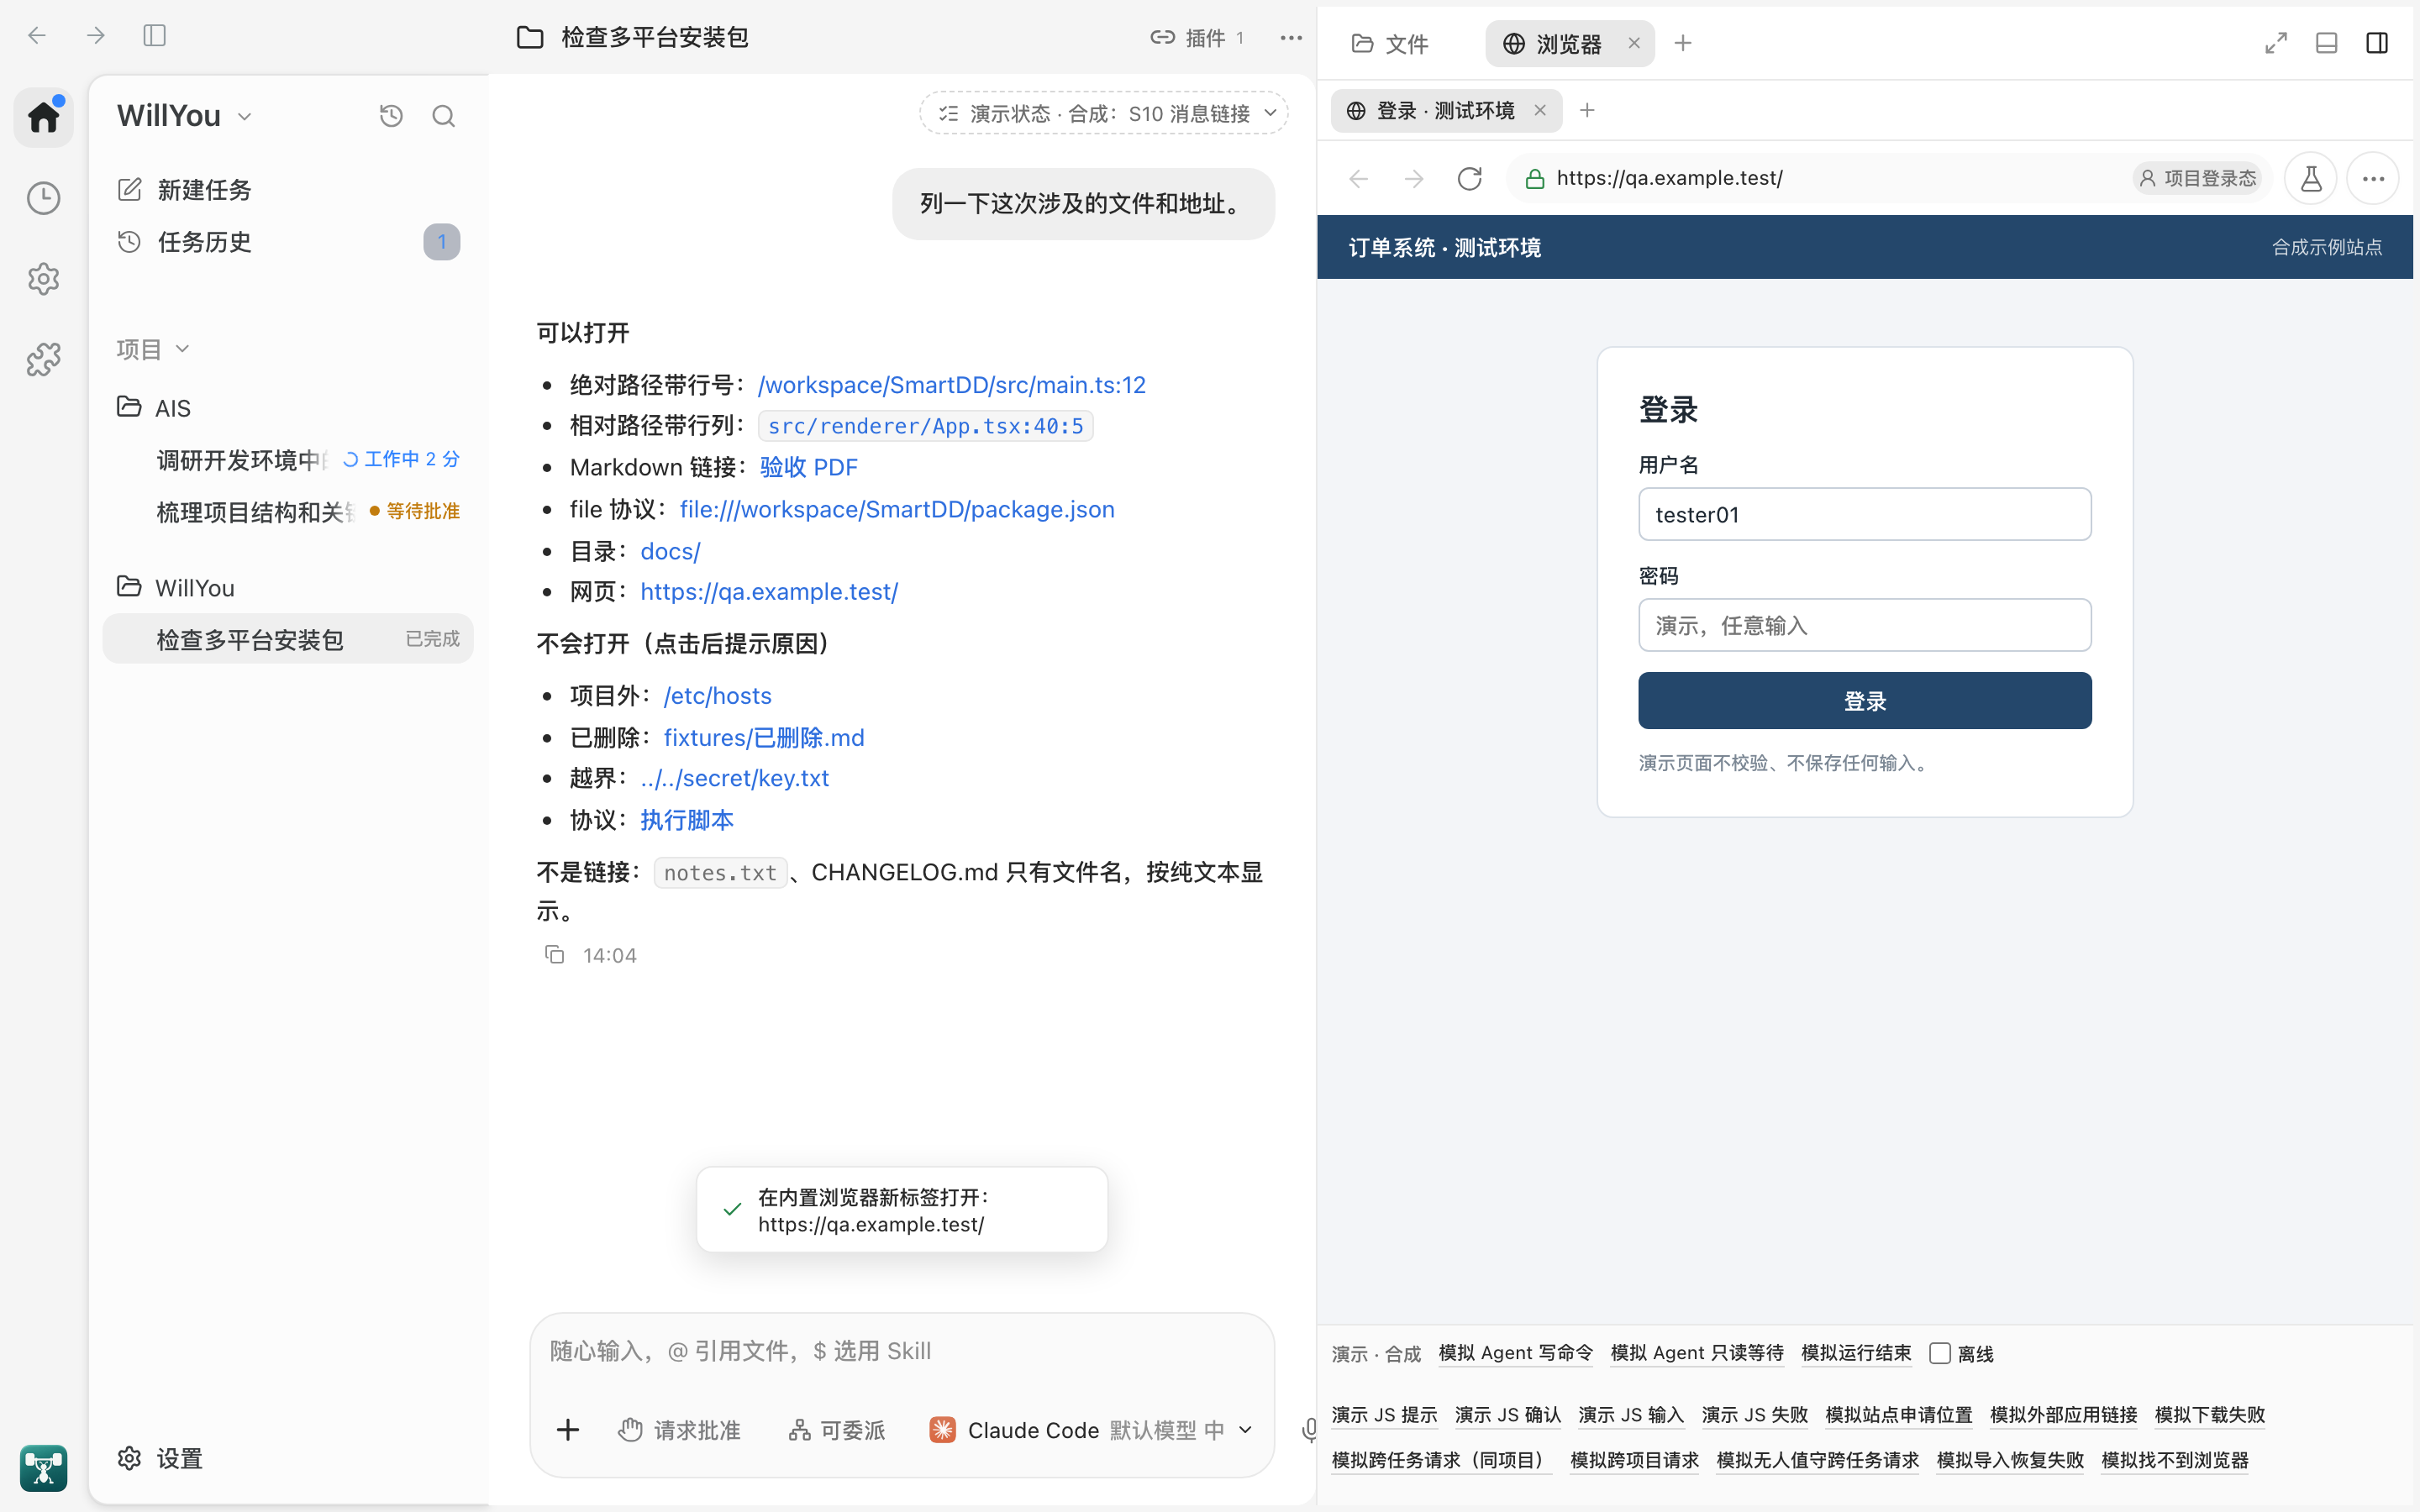 检查多平台安装包
插件 1
文件
浏览器
WillYou
演示状态 · 合成：S10 消息链接
登录 · 测试环境
新建任务
任务历史
1
列一下这次涉及的文件和地址。
https://qa.example.test/
项目登录态
订单系统 · 测试环境
合成示例站点
项目
AIS
调研开发环境中
工作中 2 分
梳理项目结构和关
等待批准
WillYou
检查多平台安装包
已完成
设置
可以打开
绝对路径带行号：/workspace/SmartDD/src/main.ts:12
相对路径带行列：src/renderer/App.tsx:40:5
Markdown 链接：验收 PDF
file 协议：file:///workspace/SmartDD/package.json
目录：docs/
网页：https://qa.example.test/
不会打开（点击后提示原因）
项目外：/etc/hosts
已删除：fixtures/已删除.md
越界：../../secret/key.txt
协议：执行脚本
不是链接：notes.txt、CHANGELOG.md 只有文件名，按纯文本显
示。
14:04
在内置浏览器新标签打开：
https://qa.example.test/
随心输入，@ 引用文件，$ 选用 Skill
请求批准
可委派
Claude Code 默认模型 中
登录
用户名
tester01
密码
演示，任意输入
登录
演示页面不校验、不保存任何输入。
演示 · 合成 模拟 Agent 写命令 模拟 Agent 只读等待 模拟运行结束 离线
演示 JS 提示 演示 JS 确认 演示 JS 输入 演示 JS 失败 模拟站点申请位置 模拟外部应用链接 模拟下载失败
模拟跨任务请求（同项目） 模拟跨项目请求 模拟无人值守跨任务请求 模拟导入恢复失败 模拟找不到浏览器